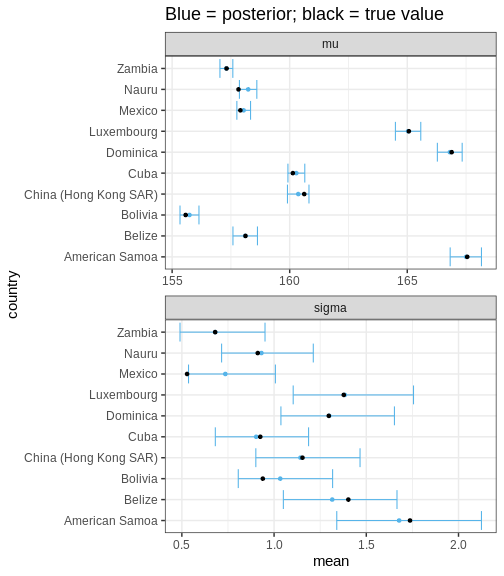 Blue = posterior; black = true value
mu
Zambia
Nauru
Mexico
Luxembourg
Dominica
Cuba
China (Hong Kong SAR)
Bolivia
Belize
American Samoa
155 160 165
country
sigma
Zambia
Nauru
Mexico
Luxembourg
Dominica
Cuba
China (Hong Kong SAR)
Bolivia
Belize
American Samoa
0.5 1.0 1.5 2.0
mean